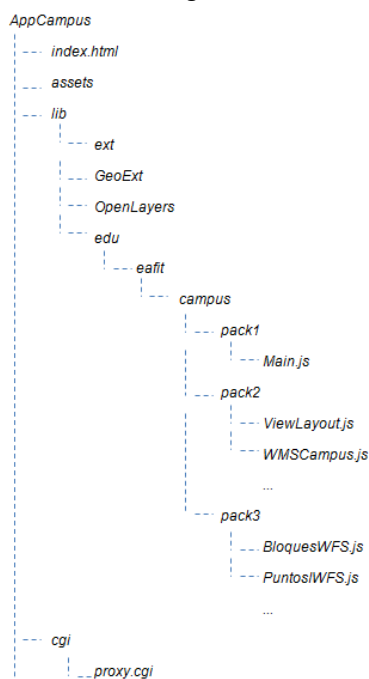 AppCampus
index.html
assets
lib
ext
GeoExt
OpenLayers
edu
eafit
campus
pack1
Main.js
pack2
ViewLayout.js
WMSCampus.js
...
pack3
BloquesWFS.js
PuntosIWFS.js
...
cgi
proxy.cgi